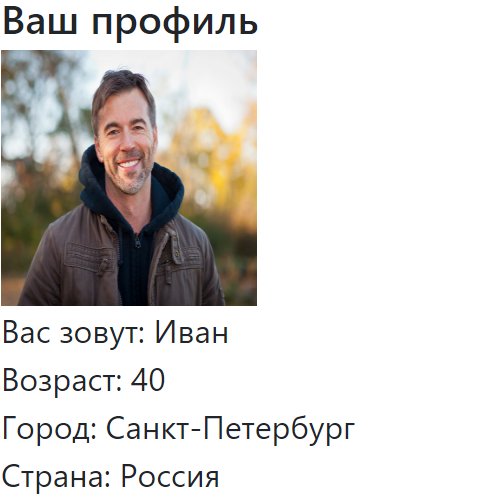 Ваш профиль
Вас зовут: Иван
Возраст: 40
Город: Санкт-Петербург
Страна: Россия